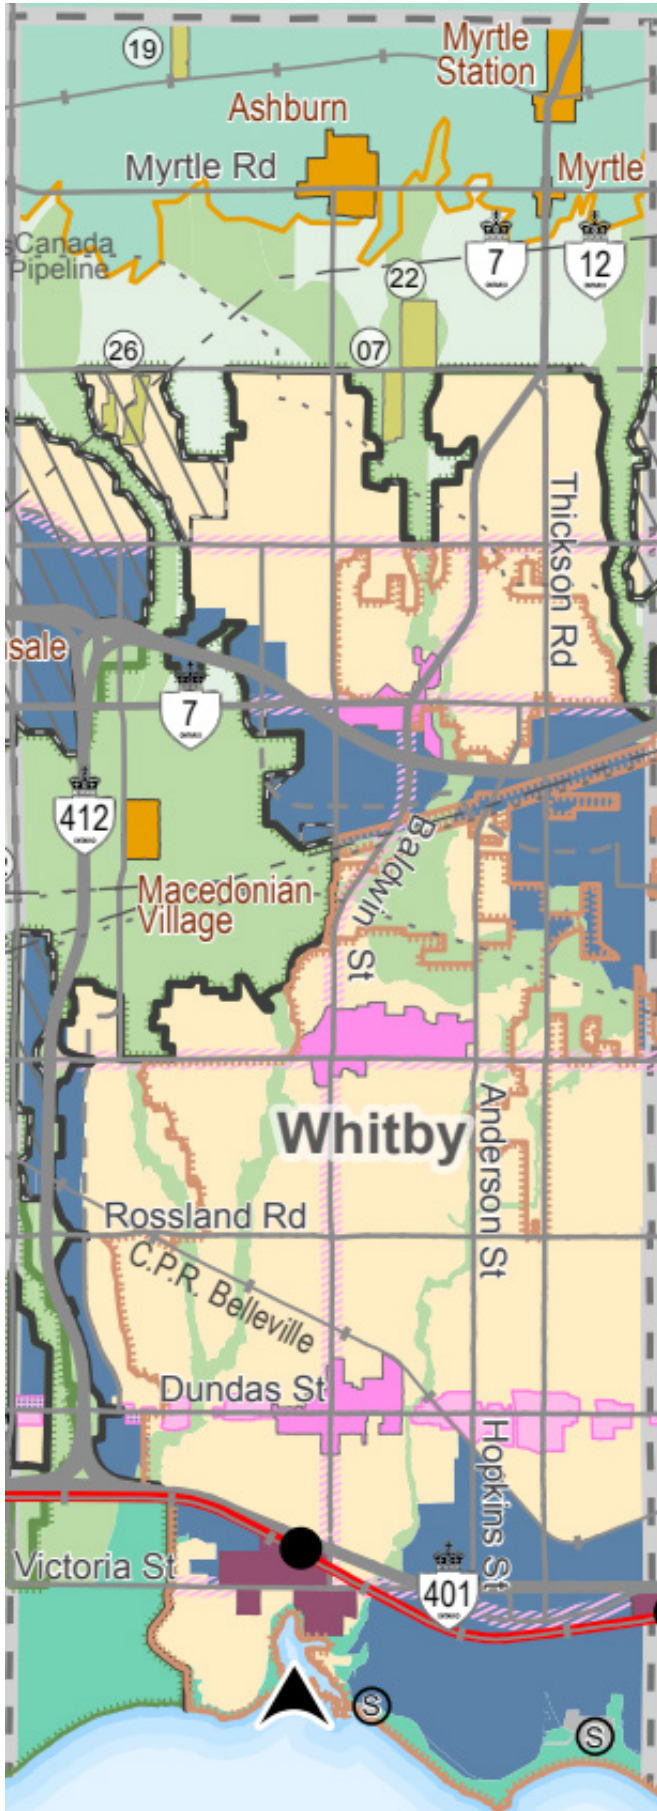 19
Myrtle
Station
Ashburn
Myrtle Rd
Myrtle
Canada
Pipeline
7
12
22
26
07
Thickson Rd
sale
7
412
Baldwin St
Macedonian
Village
Whitby
Anderson St
Rossland Rd
C.P.R. Belleville
Dundas St
Hopkins St
Victoria St
401
S
S